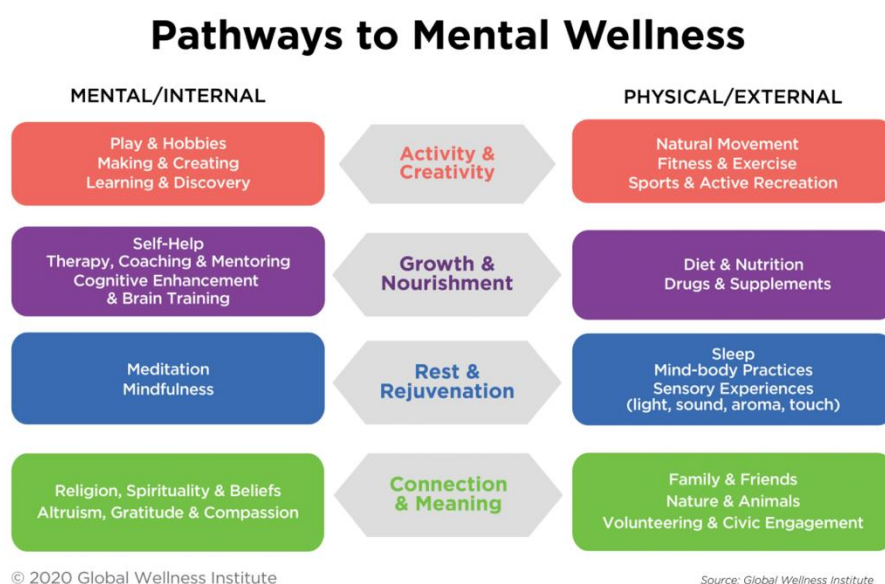 Pathways to Mental Wellness
MENTAL/INTERNAL
PHYSICAL/EXTERNAL
Play & Hobbies
Making & Creating
Learning & Discovery
Activity &
Creativity
Natural Movement
Fitness & Exercise
Sports & Active Recreation
Self-Help
Therapy, Coaching & Mentoring
Cognitive Enhancement
& Brain Training
Growth &
Nourishment
Diet & Nutrition
Drugs & Supplements
Meditation
Mindfulness
Rest &
Rejuvenation
Sleep
Mind-body Practices
Sensory Experiences
(light, sound, aroma, touch)
Religion, Spirituality & Beliefs
Altruism, Gratitude & Compassion
Connection
& Meaning
Family & Friends
Nature & Animals
Volunteering & Civic Engagement
© 2020 Global Wellness Institute
Source: Global Wellness Institute